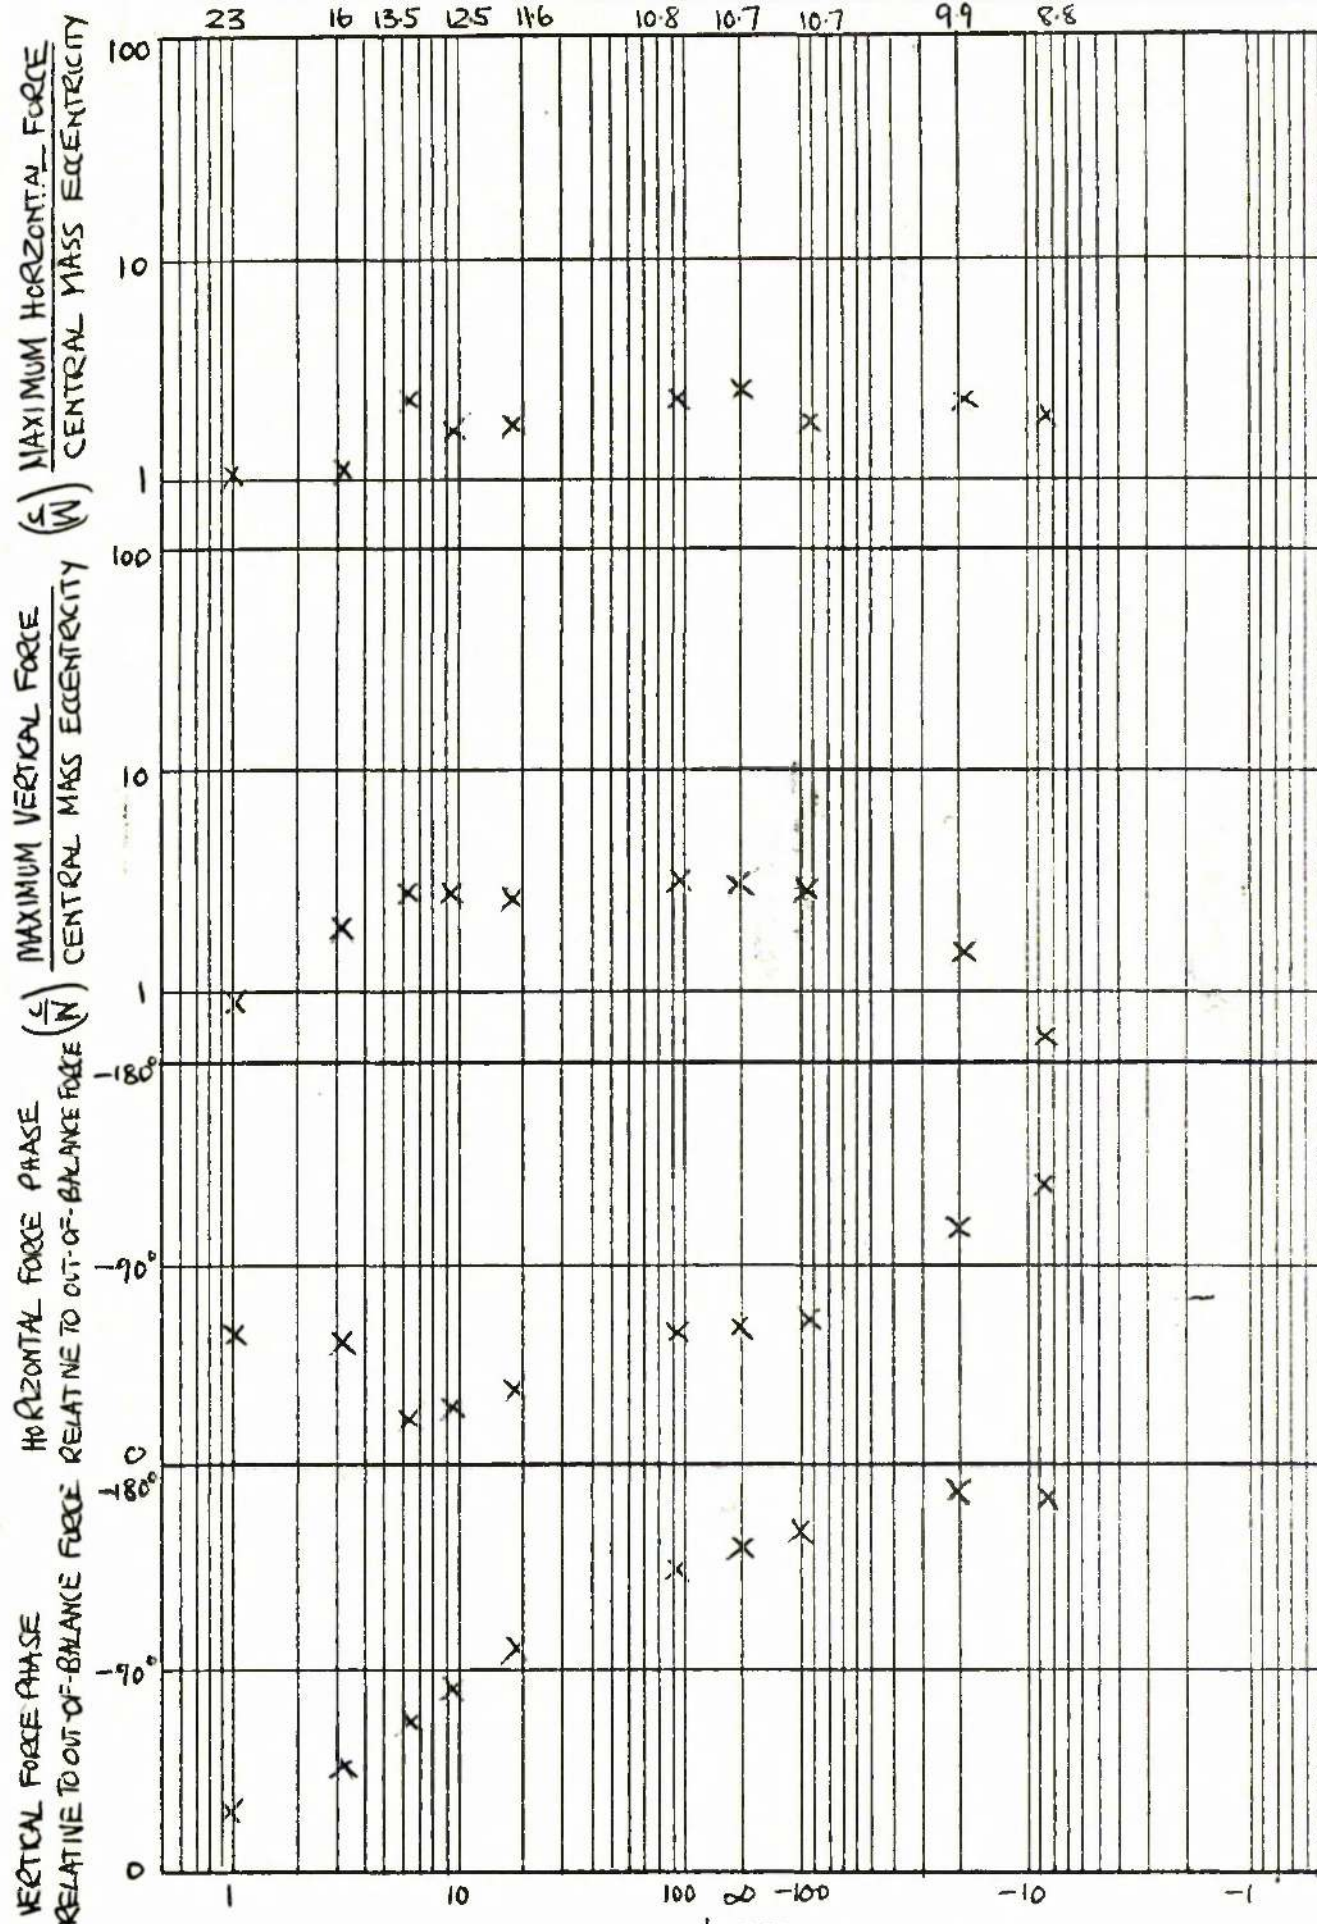 23 16 13.5 12.5 11.6 10.8 10.7 10.7 9.9 8.8
(c/W) MAXIMUM HORZONTAL FORCE
CENTRAL MASS ECCENTRICITY
100
10
1
(c/W) MAXIMUM VERTICAL FORCE
CENTRAL MASS ECCENTRICITY
100
10
1
HORIZONTAL FORCE PHASE
RELATIVE TO OUT-OF-BALANCE FORCE
-180°
-90°
0
VERTICAL FORCE PHASE
RELATIVE TO OUT-OF-BALANCE FORCE
-180°
-90°
0
1 10 100 ∞ -100 -10 -1